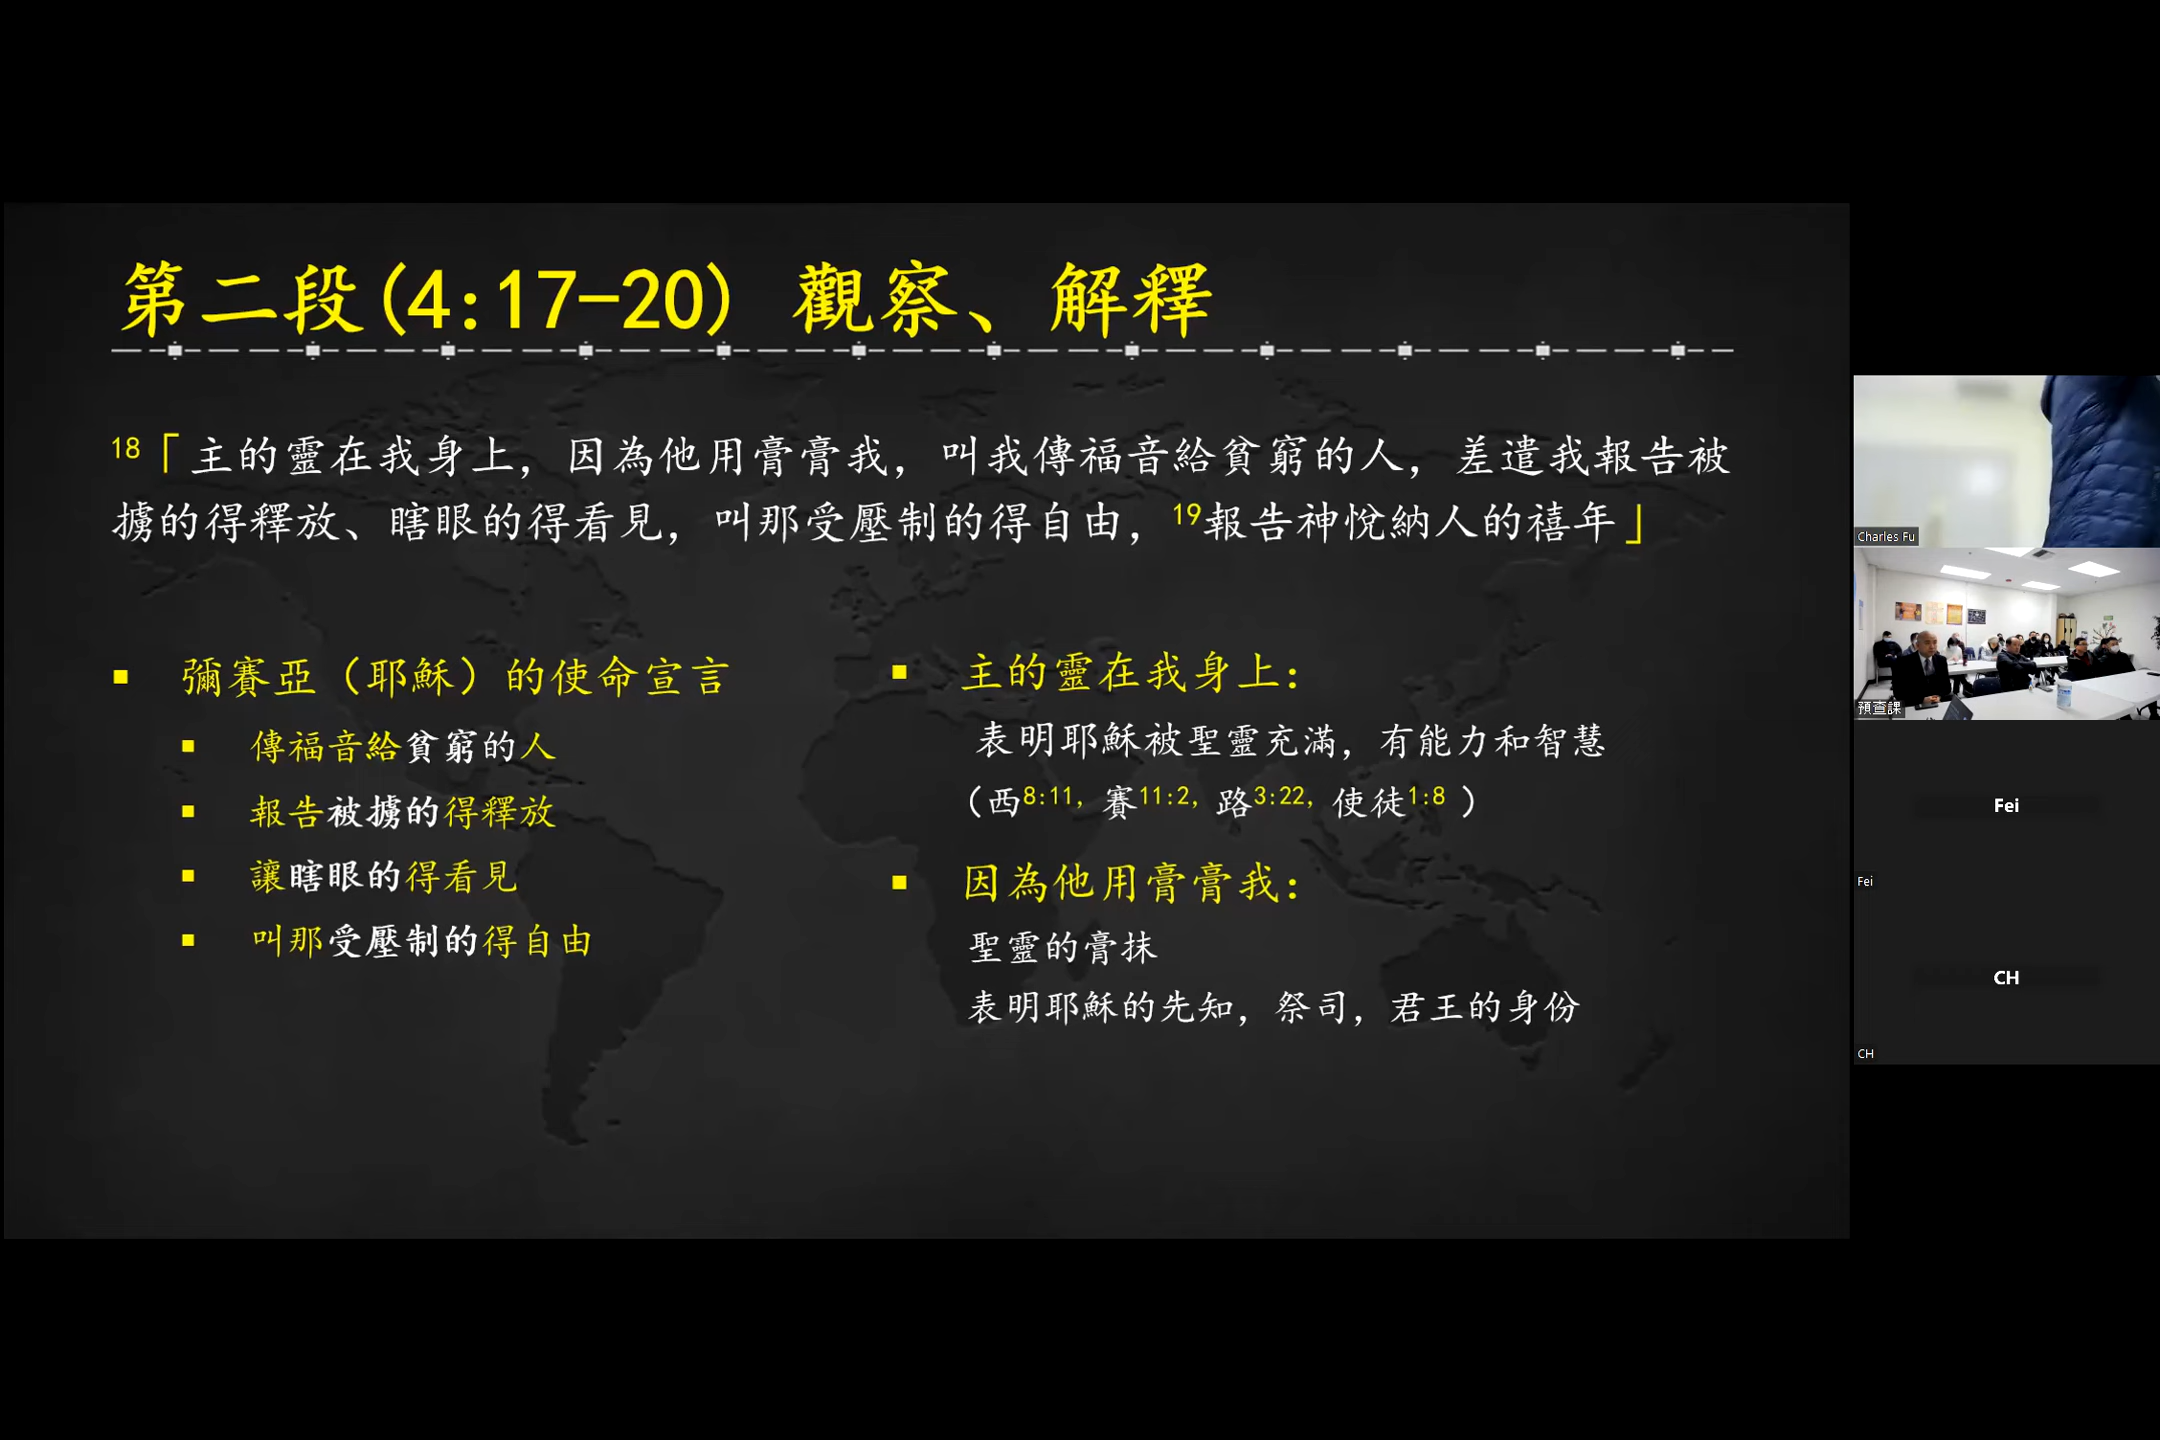 第二段(4:17-20) 觀察、解釋
18「主的靈在我身上，因為他用膏膏我，叫我傳福音給貧窮的人，差遣我報告被
擄的得釋放、瞎眼的得看見，叫那受壓制的得自由，19報告神悅納人的禧年」
▪ 彌賽亞（耶穌）的使命宣言
▪ 傳福音給貧窮的人
▪ 報告被擄的得釋放
▪ 讓瞎眼的得看見
▪ 叫那受壓制的得自由
▪ 主的靈在我身上：
表明耶穌被聖靈充滿，有能力和智慧
（西8:11，賽11:2，路3:22，使徒1:8 ）
▪ 因為他用膏膏我：
聖靈的膏抹
表明耶穌的先知，祭司，君王的身份
Charles Fu
預查課
Fei
Fei
CH
CH